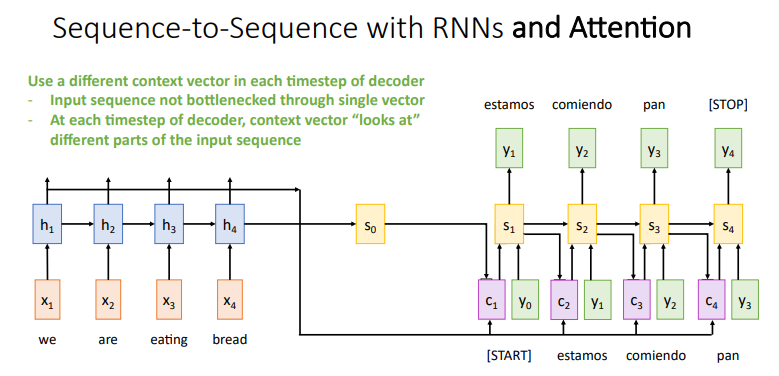 Sequence-to-Sequence with RNNs and Attention
Use a different context vector in each timestep of decoder
- Input sequence not bottlenecked through single vector
- At each timestep of decoder, context vector “looks at”
different parts of the input sequence
estamos comiendo pan [STOP]
y1 y2 y3 y4
h1 h2 h3 h4 s0 s1 s2 s3 s4
x1 x2 x3 x4 c1 y0 c2 y1 c3 y2 c4 y3
we are eating bread
[START] estamos comiendo pan